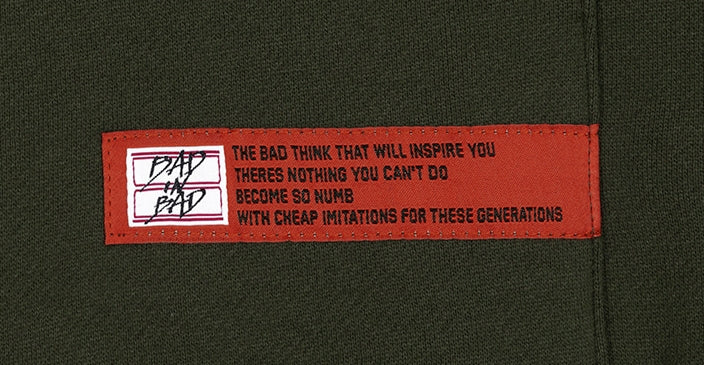 BAD
IN
BAD
THE BAD THINK THAT WILL INSPIRE YOU
THERES NOTHING YOU CAN'T DO
BECOME SO NUMB
WITH CHEAP IMITATIONS FOR THESE GENERATIONS